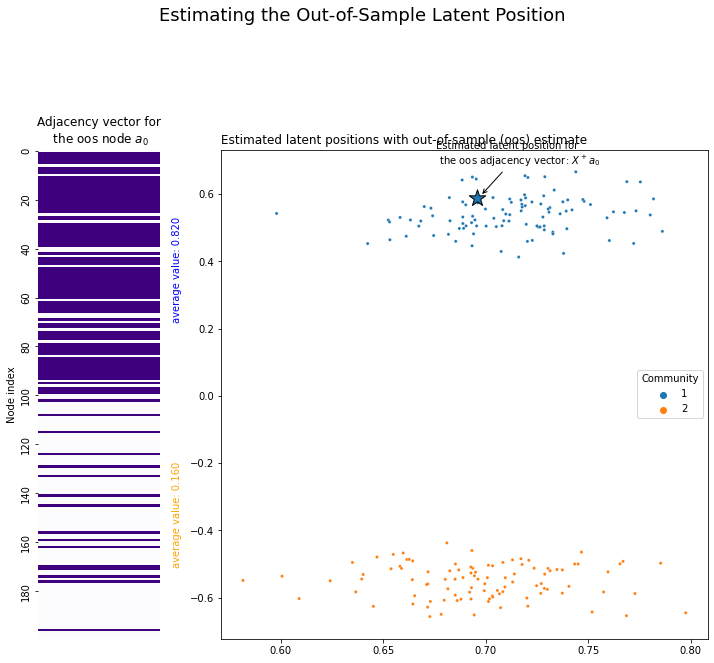 Estimating the Out-of-Sample Latent Position
Adjacency vector for
the oos node a₀
Estimated latent positions with out-of-sample (oos) estimate
Estimated latent position for
the oos adjacency vector: X⁺a₀
Node index
0
20
40
60
80
100
120
140
160
180
average value: 0.820
average value: 0.160
0.6
0.4
0.2
0.0
−0.2
−0.4
−0.6
0.60
0.65
0.70
0.75
0.80
Community
1
2